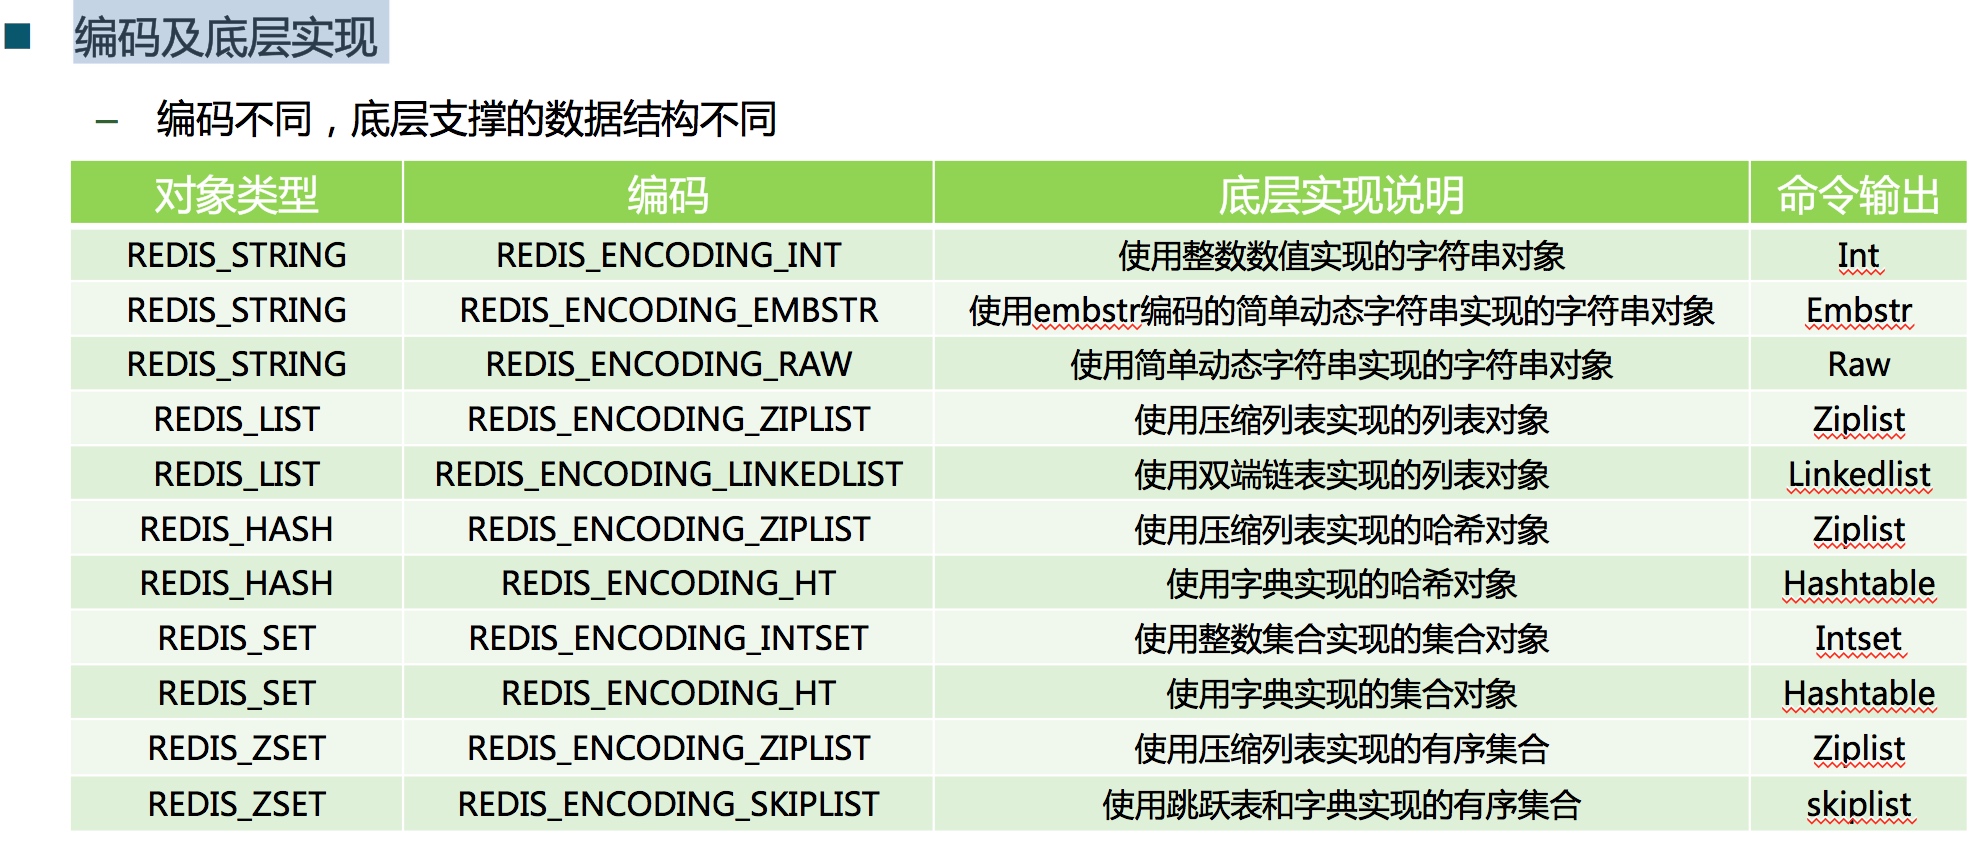 编码及底层实现
– 编码不同，底层支撑的数据结构不同
对象类型 编码 底层实现说明 命令输出
REDIS_STRING REDIS_ENCODING_INT 使用整数数值实现的字符串对象 Int
REDIS_STRING REDIS_ENCODING_EMBSTR 使用embstr编码的简单动态字符串实现的字符串对象 Embstr
REDIS_STRING REDIS_ENCODING_RAW 使用简单动态字符串实现的字符串对象 Raw
REDIS_LIST REDIS_ENCODING_ZIPLIST 使用压缩列表实现的列表对象 Ziplist
REDIS_LIST REDIS_ENCODING_LINKEDLIST 使用双端链表实现的列表对象 Linkedlist
REDIS_HASH REDIS_ENCODING_ZIPLIST 使用压缩列表实现的哈希对象 Ziplist
REDIS_HASH REDIS_ENCODING_HT 使用字典实现的哈希对象 Hashtable
REDIS_SET REDIS_ENCODING_INTSET 使用整数集合实现的集合对象 Intset
REDIS_SET REDIS_ENCODING_HT 使用字典实现的集合对象 Hashtable
REDIS_ZSET REDIS_ENCODING_ZIPLIST 使用压缩列表实现的有序集合 Ziplist
REDIS_ZSET REDIS_ENCODING_SKIPLIST 使用跳跃表和字典实现的有序集合 skiplist